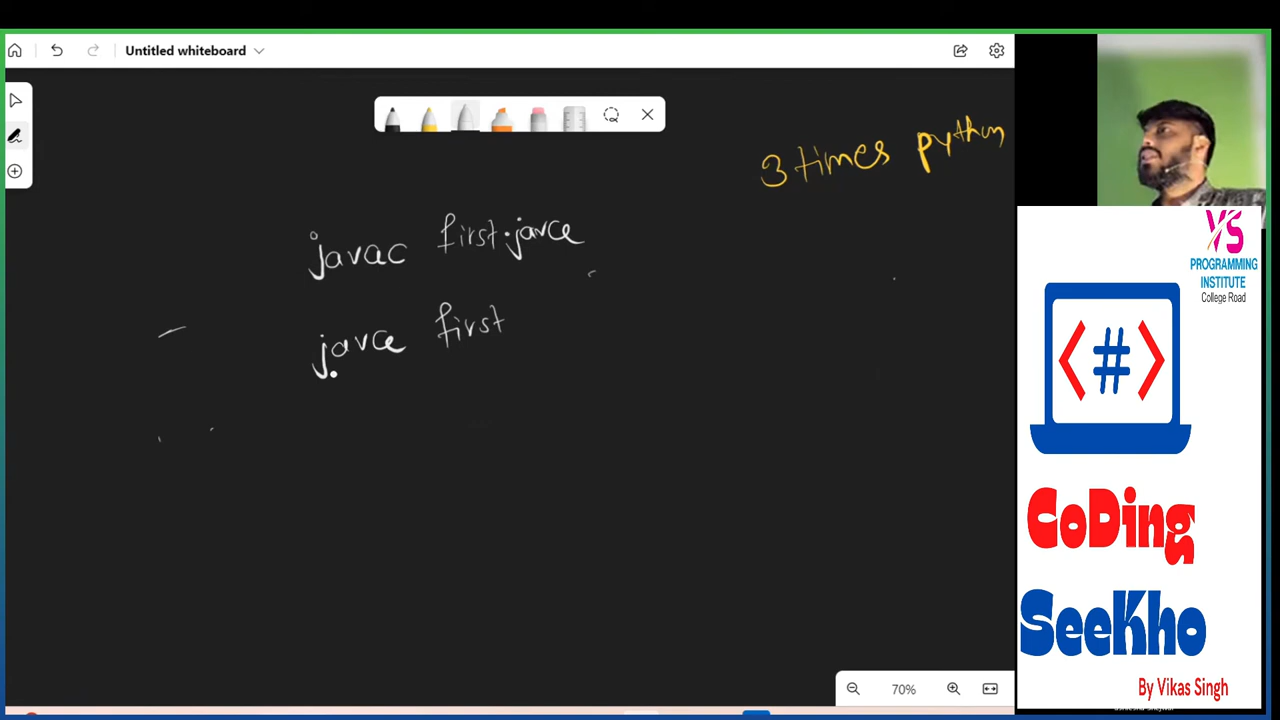 Untitled whiteboard
3 times python
javac first.java
java first
70%
VS
PROGRAMMING
INSTITUTE
College Road
<#>
CoDing
SeeKho
By Vikas Singh